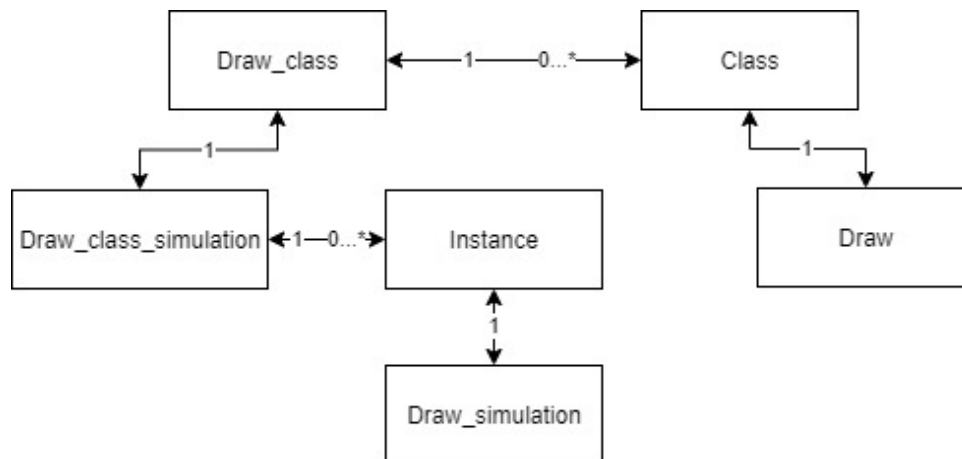 Draw_class
1
0...*
Class
1
1
Draw_class_simulation
1
0...*
Instance
Draw
1
Draw_simulation